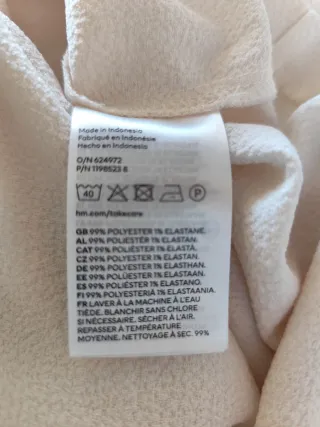 Made in Indonesia
Fabriqué en Indonésie
Hecho en Indonesia
O/N 624972
P/N 1198523 8
40 P
hm.com/takecare
GB 99% POLYESTER 1% ELASTANE.
AL 99% POLYESTËR 1% ELASTAN.
CAT 99% POLIÈSTER 1% ELASTÀ.
CZ 99% POLYESTER 1% ELASTAN.
DE 99% POLYESTER 1% ELASTHAN.
EE 99% POLÜESTER 1% ELASTAAN.
ES 99% POLIÉSTER 1% ELASTANO.
FI 99% POLYESTERIÄ 1% ELASTAANIA.
FR LAVER À LA MACHINE À L'EAU
TIÈDE. BLANCHIR SANS CHLORE
SI NÉCESSAIRE. SÉCHER À L'AIR.
REPASSER À TEMPÉRATURE
MOYENNE. NETTOYAGE À SEC. 99%